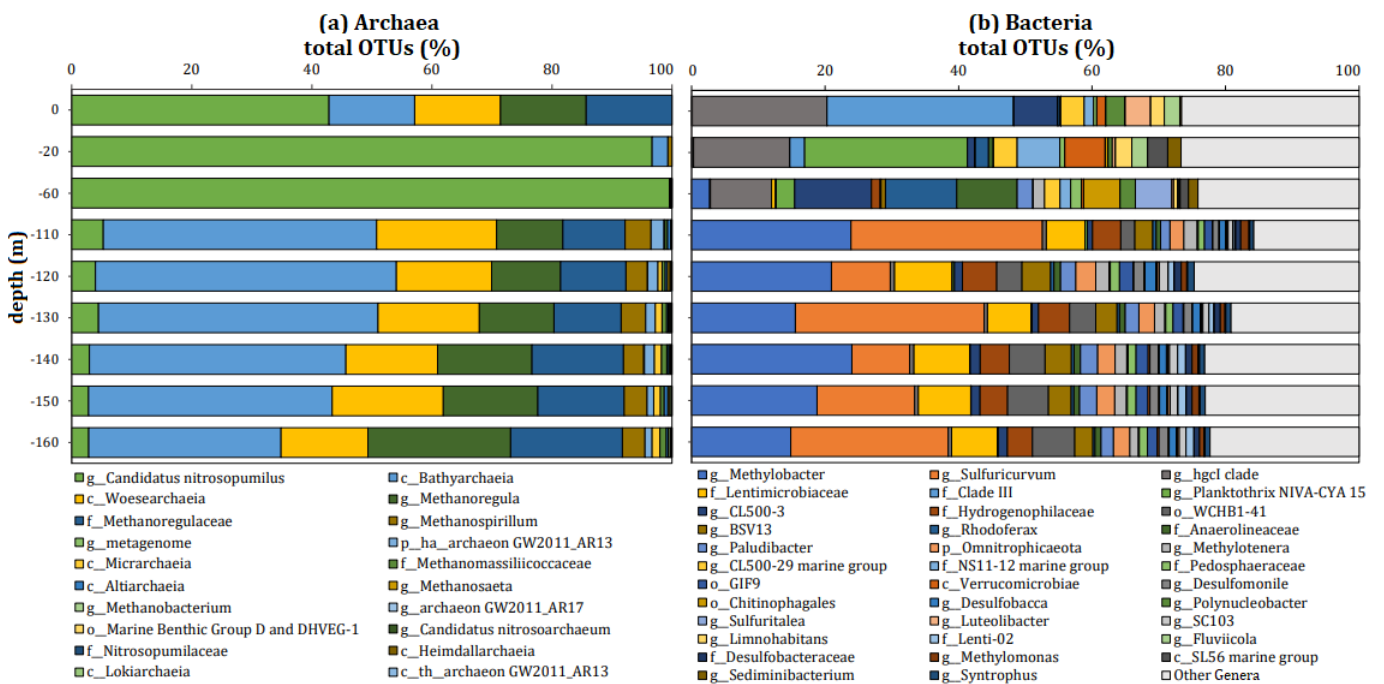 (a) Archaea
total OTUs (%)
0 20 40 60 80 100
(b) Bacteria
total OTUs (%)
0 20 40 60 80 100
depth (m)
0
-20
-60
-110
-120
-130
-140
-150
-160
g__Candidatus nitrosopumilus c__Bathyarchaeia
c__Woesearchaeia g__Methanoregula
f__Methanoregulaceae g__Methanospirillum
g__metagenome p__ha__archaeon GW2011_AR13
c__Micrarchaeia f__Methanomassiliicoccaceae
c__Altiarchaeia g__Methanosaeta
g__Methanobacterium g__archaeon GW2011_AR17
o__Marine Benthic Group D and DHVEG-1 g__Candidatus nitrosoarchaeum
f__Nitrosopumilaceae c__Heimdallarchaeia
c__Lokiarchaeia c__th__archaeon GW2011_AR13
g__Methylobacter g__Sulfuricurvum g__hgcI clade
f__Lentimicrobiaceae f__Clade III g__Planktothrix NIVA-CYA 15
g__CL500-3 f__Hydrogenophilaceae o__WCHB1-41
g__BSV13 g__Rhodoferax f__Anaerolineaceae
g__Paludibacter p__Omnitrophicaeota g__Methylotenera
g__CL500-29 marine group f__NS11-12 marine group f__Pedosphaeraceae
o__GIF9 c__Verrucomicrobiae g__Desulfomonile
o__Chitinophagales g__Desulfobacca g__Polynucleobacter
g__Sulfuritalea g__Luteolibacter g__SC103
g__Limnohabitans f__Lenti-02 g__Fluviicola
f__Desulfobacteraceae g__Methylomonas c__SL56 marine group
g__Sediminibacterium g__Syntrophus Other Genera